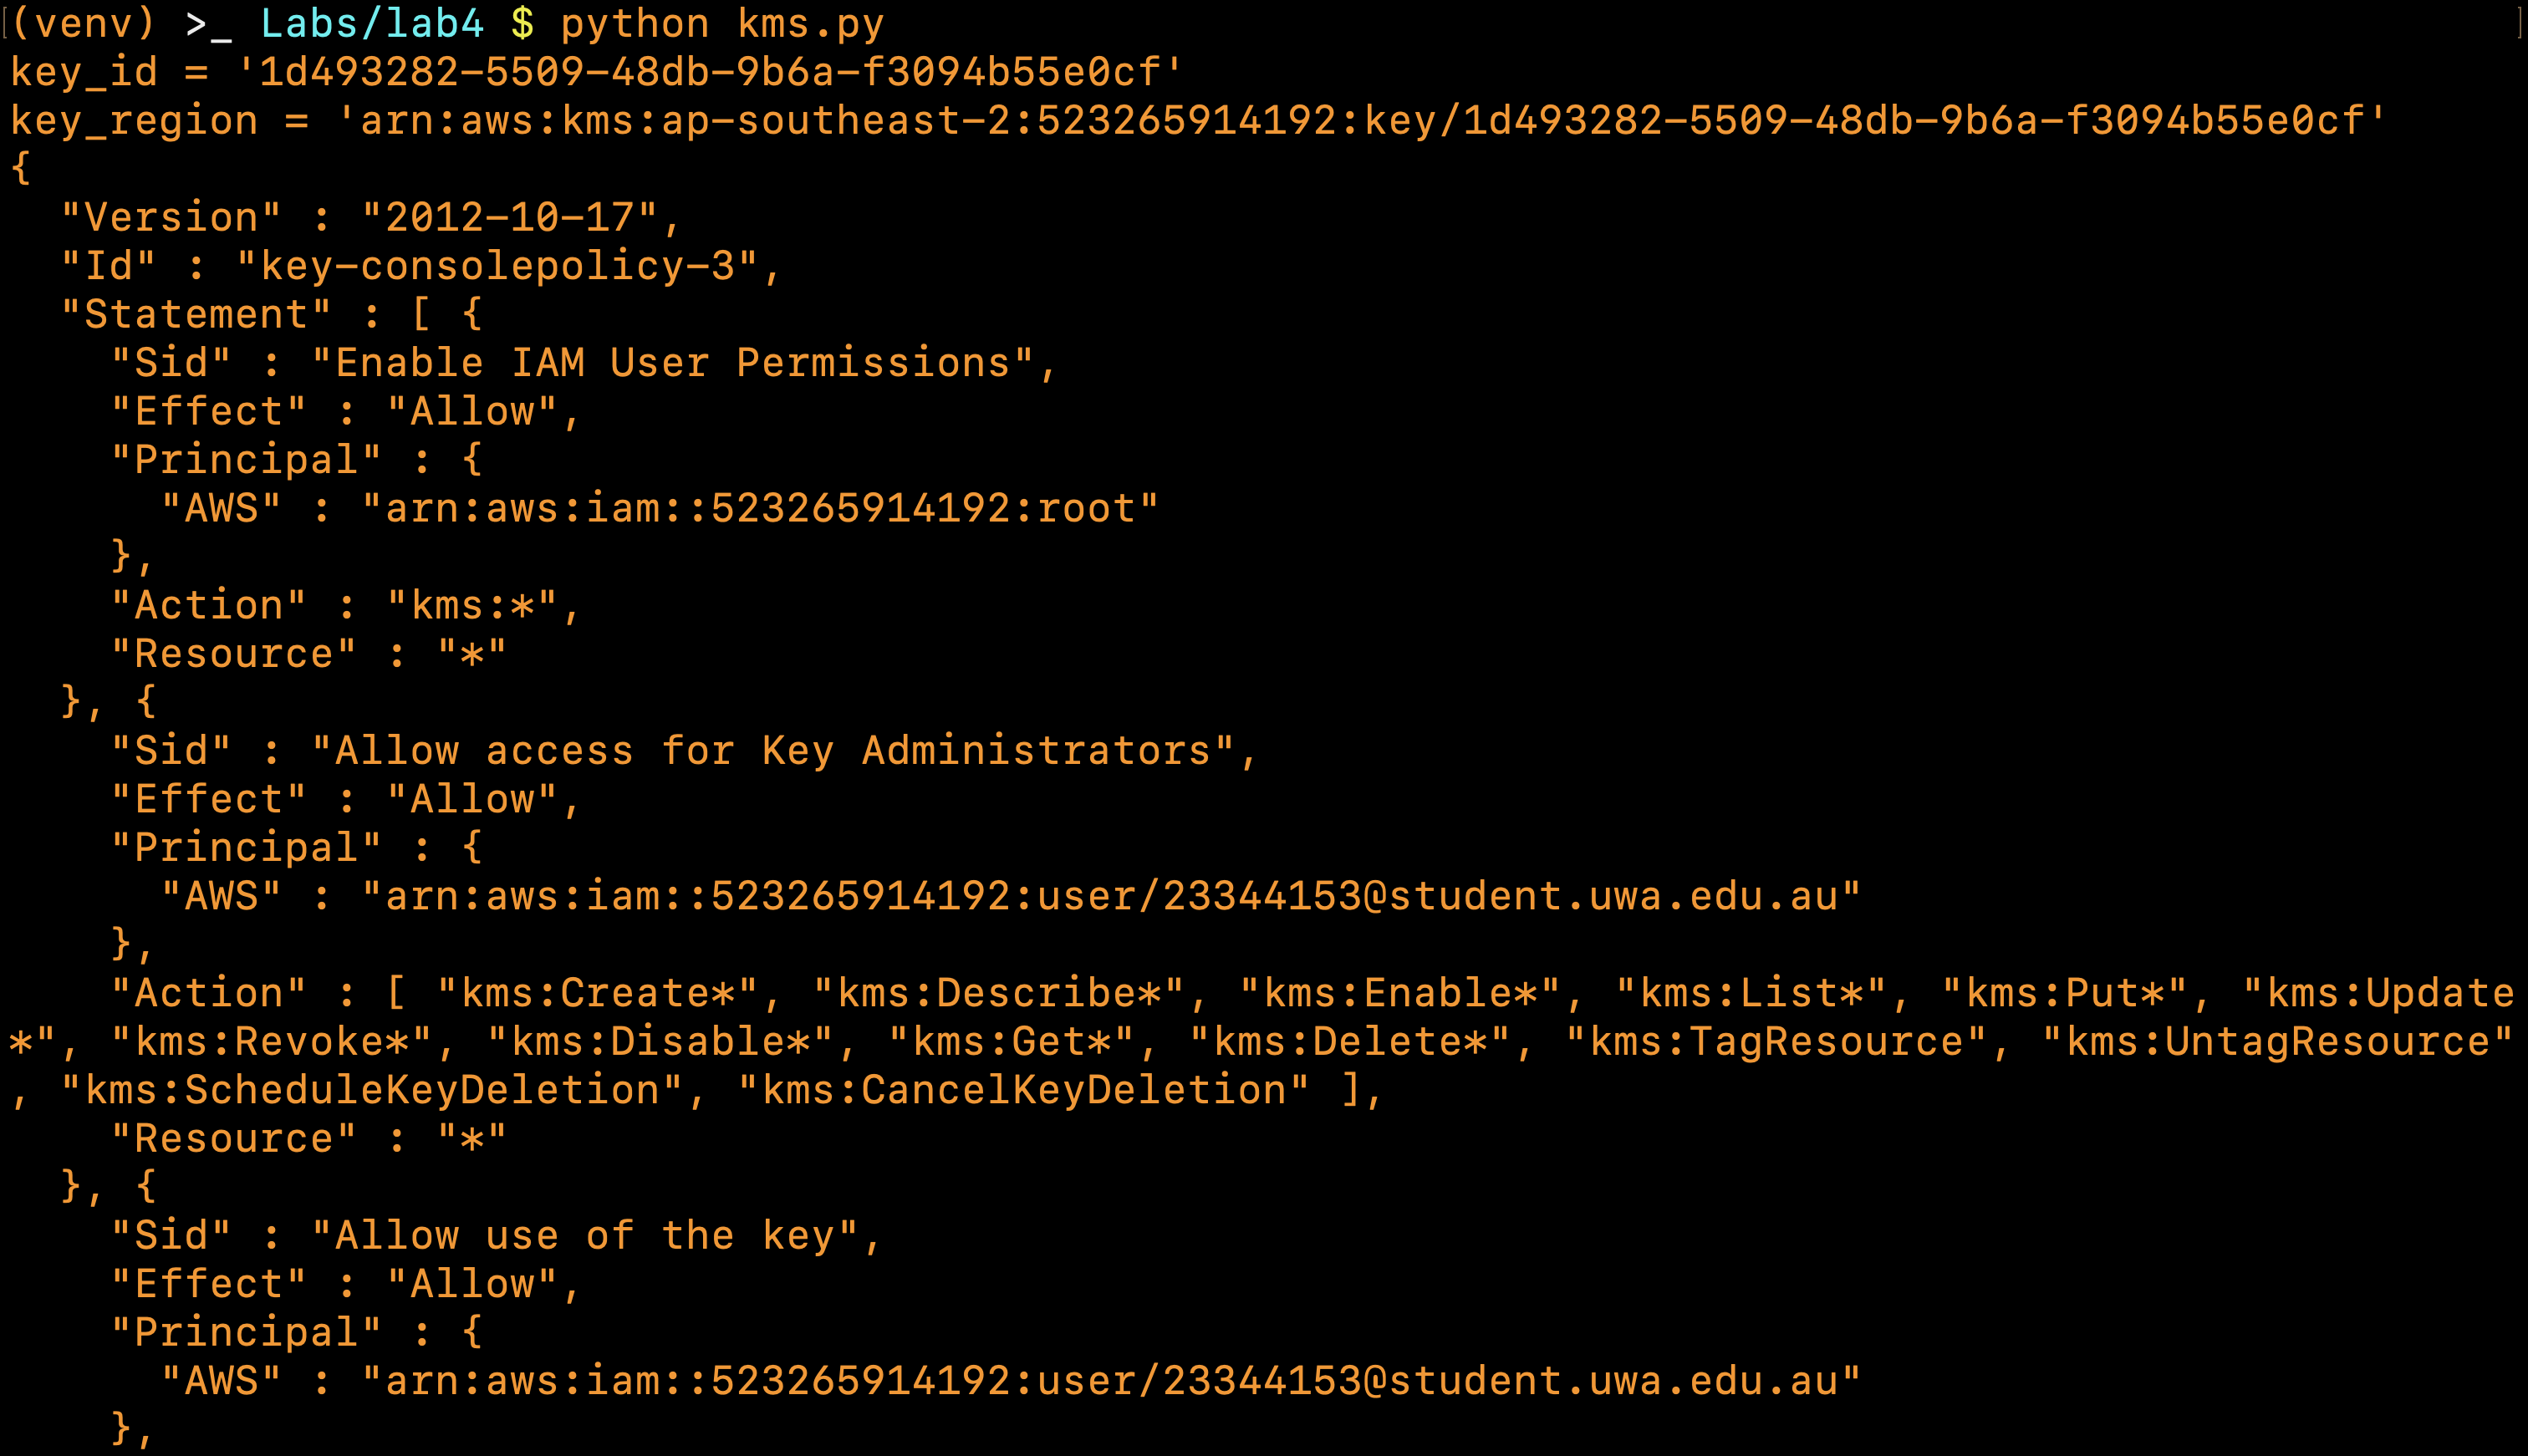 (venv) >_ Labs/lab4 $ python kms.py
key_id = '1d493282-5509-48db-9b6a-f3094b55e0cf'
key_region = 'arn:aws:kms:ap-southeast-2:523265914192:key/1d493282-5509-48db-9b6a-f3094b55e0cf'
{
  "Version" : "2012-10-17",
  "Id" : "key-consolepolicy-3",
  "Statement" : [ {
    "Sid" : "Enable IAM User Permissions",
    "Effect" : "Allow",
    "Principal" : {
      "AWS" : "arn:aws:iam::523265914192:root"
    },
    "Action" : "kms:*",
    "Resource" : "*"
  }, {
    "Sid" : "Allow access for Key Administrators",
    "Effect" : "Allow",
    "Principal" : {
      "AWS" : "arn:aws:iam::523265914192:user/23344153@student.uwa.edu.au"
    },
    "Action" : [ "kms:Create*", "kms:Describe*", "kms:Enable*", "kms:List*", "kms:Put*", "kms:Update
*", "kms:Revoke*", "kms:Disable*", "kms:Get*", "kms:Delete*", "kms:TagResource", "kms:UntagResource"
, "kms:ScheduleKeyDeletion", "kms:CancelKeyDeletion" ],
    "Resource" : "*"
  }, {
    "Sid" : "Allow use of the key",
    "Effect" : "Allow",
    "Principal" : {
      "AWS" : "arn:aws:iam::523265914192:user/23344153@student.uwa.edu.au"
    },